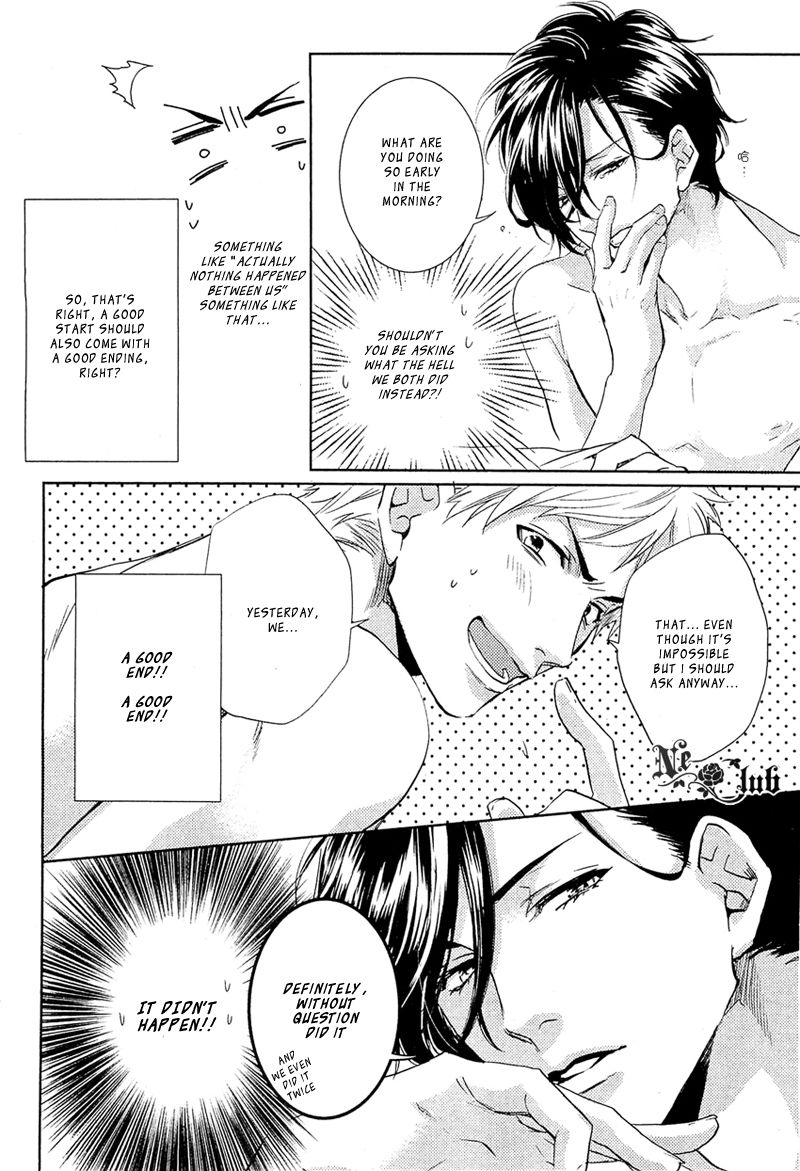 WHAT ARE
YOU DOING
SO EARLY
IN THE
MORNING?
哈
SHOULDN'T
YOU BE ASKING
WHAT THE HELL
WE BOTH DID
INSTEAD?!
SOMETHING
LIKE "ACTUALLY
NOTHING HAPPENED
BETWEEN US"
SOMETHING LIKE
THAT...
SO, THAT'S
RIGHT, A GOOD
START SHOULD
ALSO COME WITH
A GOOD ENDING,
RIGHT?
THAT... EVEN
THOUGH IT'S
IMPOSSIBLE
BUT I SHOULD
ASK ANYWAY...
YESTERDAY,
WE...
A GOOD
END!!
A GOOD
END!!
Ne
Club
DEFINITELY,
WITHOUT
QUESTION
DID IT
AND
WE EVEN
DID IT
TWICE
IT DIDN'T
HAPPEN!!